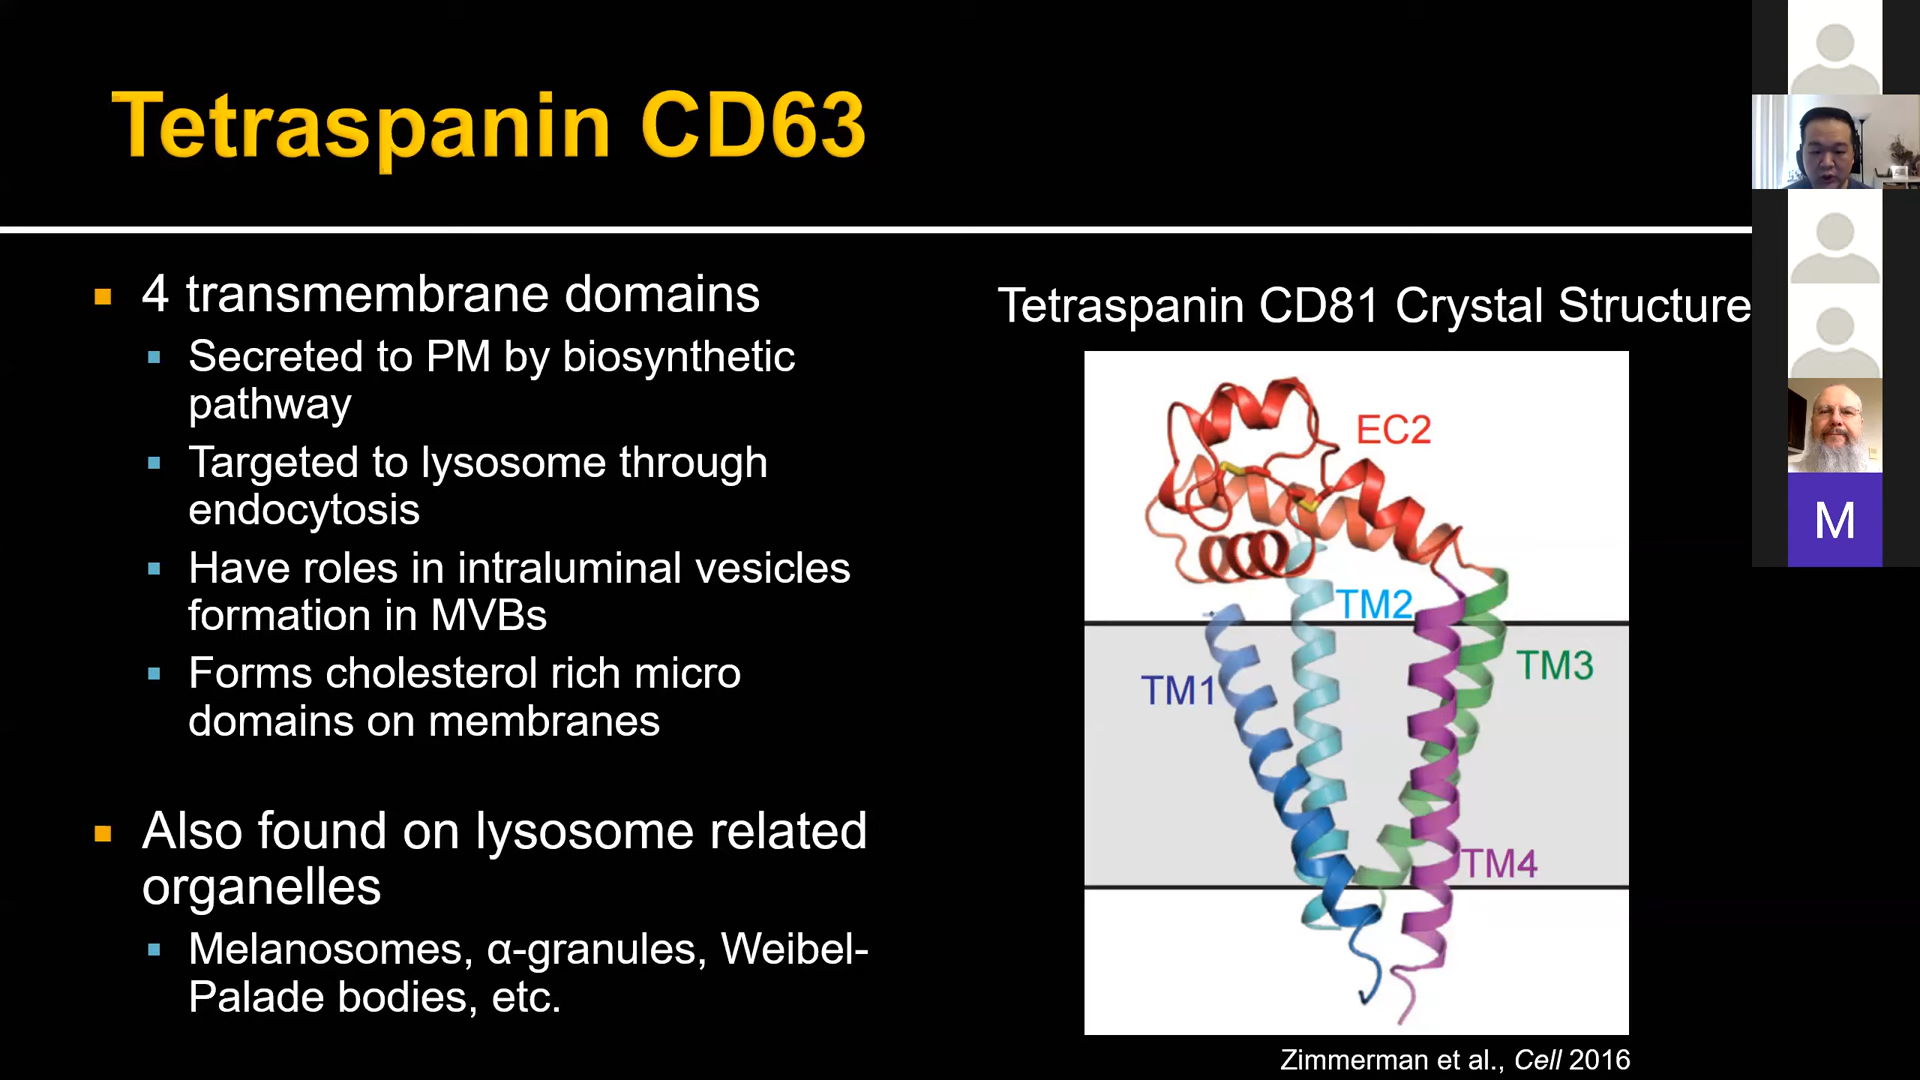 Tetraspanin CD63
4 transmembrane domains
Secreted to PM by biosynthetic
pathway
Targeted to lysosome through
endocytosis
Have roles in intraluminal vesicles
formation in MVBs
Forms cholesterol rich micro
domains on membranes
Also found on lysosome related
organelles
Melanosomes, α-granules, Weibel-
Palade bodies, etc.
Tetraspanin CD81 Crystal Structure
EC2
TM2
TM3
TM1
TM4
Zimmerman et al., Cell 2016
M